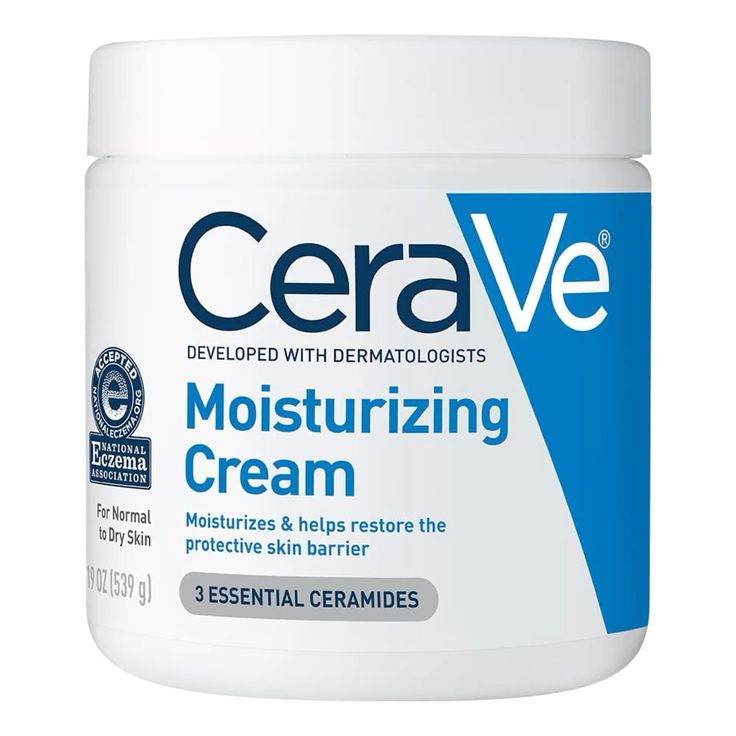 CeraVe®
DEVELOPED WITH DERMATOLOGISTS
Moisturizing
Cream
Moisturizes & helps restore the
protective skin barrier
3 ESSENTIAL CERAMIDES
ACCEPTED
e
NATIONALECZEMA.ORG
NATIONAL
Eczema
ASSOCIATION
For Normal
to Dry Skin
19 OZ (539 g)